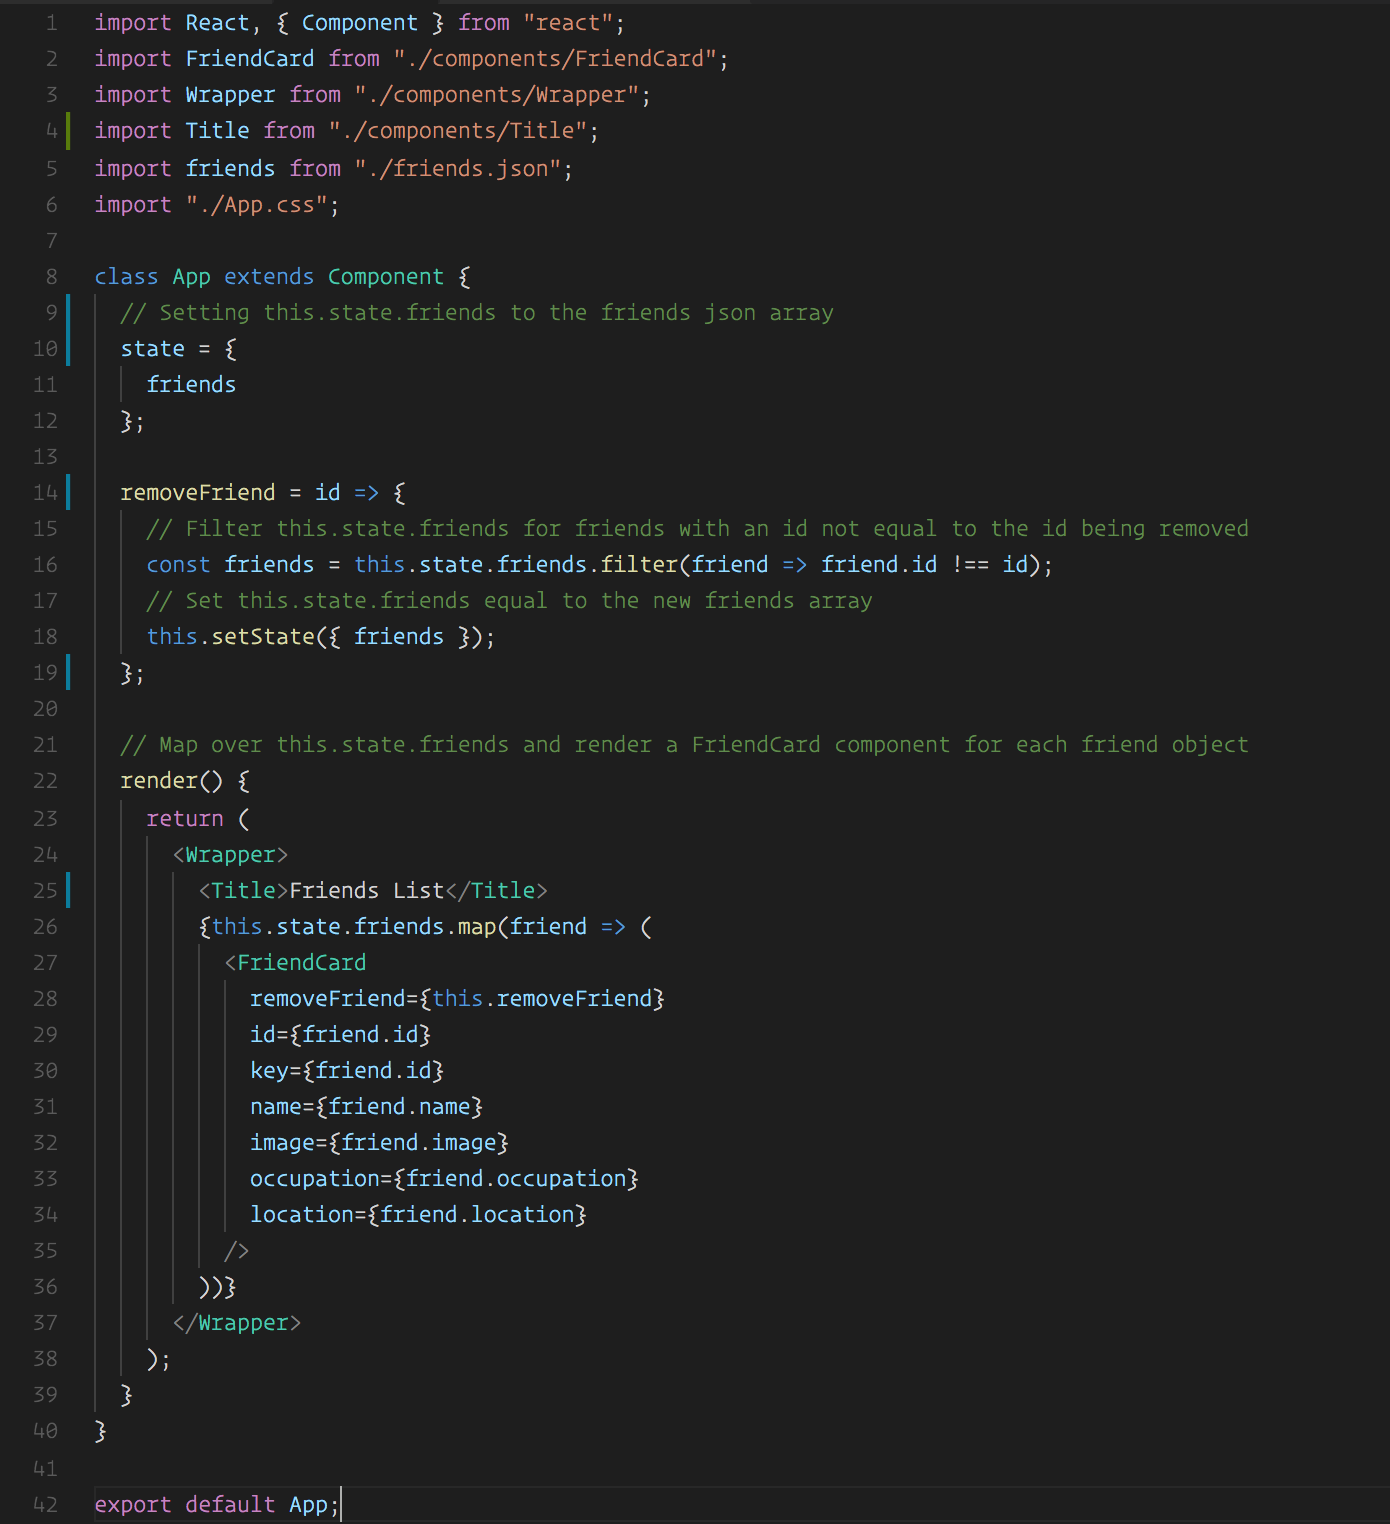 1 import React, { Component } from "react";
2 import FriendCard from "./components/FriendCard";
3 import Wrapper from "./components/Wrapper";
4 import Title from "./components/Title";
5 import friends from "./friends.json";
6 import "./App.css";
7
8 class App extends Component {
9   // Setting this.state.friends to the friends json array
10   state = {
11     friends
12   };
13
14   removeFriend = id => {
15     // Filter this.state.friends for friends with an id not equal to the id being removed
16     const friends = this.state.friends.filter(friend => friend.id !== id);
17     // Set this.state.friends equal to the new friends array
18     this.setState({ friends });
19   };
20
21   // Map over this.state.friends and render a FriendCard component for each friend object
22   render() {
23     return (
24       <Wrapper>
25         <Title>Friends List</Title>
26         {this.state.friends.map(friend => (
27           <FriendCard
28             removeFriend={this.removeFriend}
29             id={friend.id}
30             key={friend.id}
31             name={friend.name}
32             image={friend.image}
33             occupation={friend.occupation}
34             location={friend.location}
35           />
36         ))}
37       </Wrapper>
38     );
39   }
40 }
41
42 export default App;